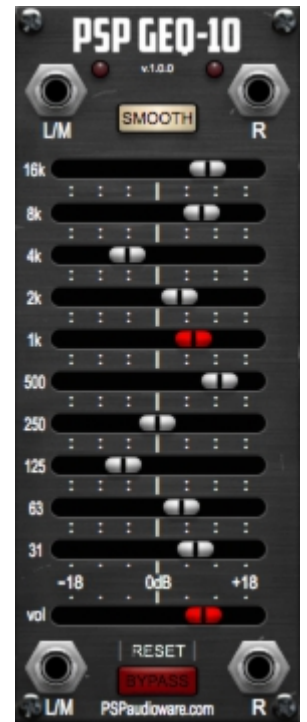 PSP GEQ-10
v.1.0.0
L/M R
SMOOTH
16k
8k
4k
2k
1k
500
250
125
63
31
-18 0dB +18
vol
RESET
BYPASS
L/M PSPaudioware.com R